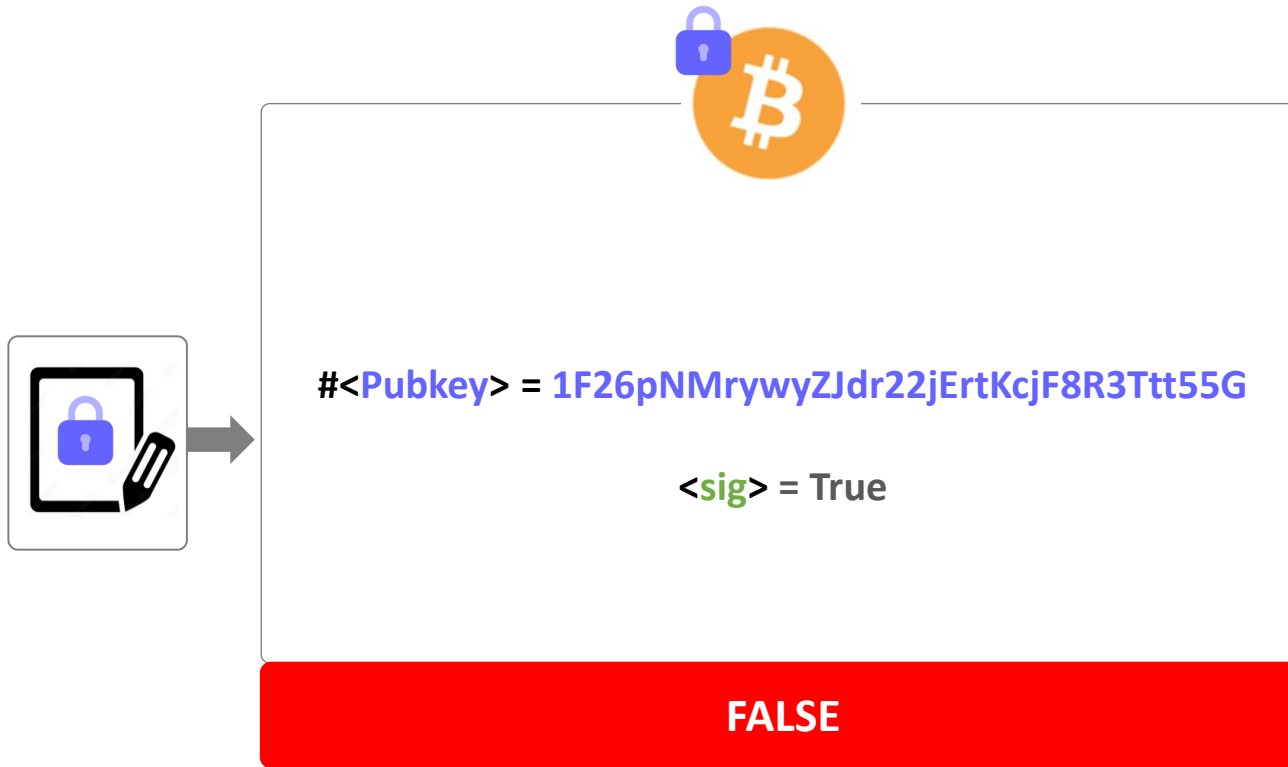 #<Pubkey> = 1F26pNMrywyZJdr22jErtKcjF8R3Ttt55G
<sig> = True
FALSE